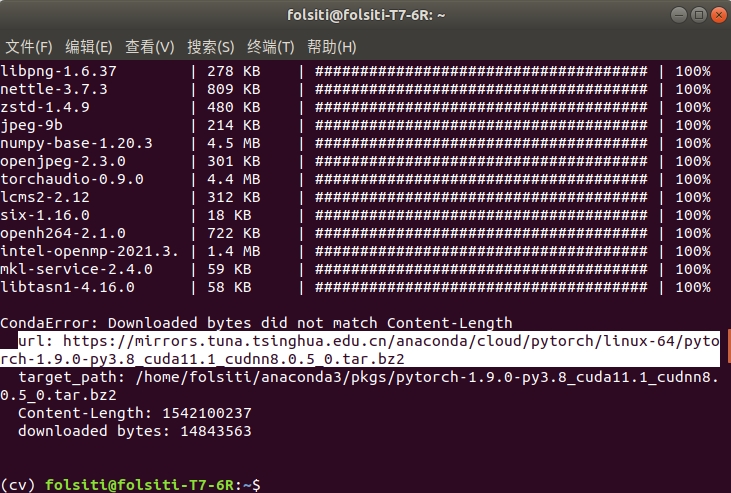 folsiti@folsiti-T7-6R: ~
文件(F) 编辑(E) 查看(V) 搜索(S) 终端(T) 帮助(H)
libpng-1.6.37 | 278 KB | ##################################### | 100%
nettle-3.7.3 | 809 KB | ##################################### | 100%
zstd-1.4.9 | 480 KB | ##################################### | 100%
jpeg-9b | 214 KB | ##################################### | 100%
numpy-base-1.20.3 | 4.5 MB | ##################################### | 100%
openjpeg-2.3.0 | 301 KB | ##################################### | 100%
torchaudio-0.9.0 | 4.4 MB | ##################################### | 100%
lcms2-2.12 | 312 KB | ##################################### | 100%
six-1.16.0 | 18 KB | ##################################### | 100%
openh264-2.1.0 | 722 KB | ##################################### | 100%
intel-openmp-2021.3. | 1.4 MB | ##################################### | 100%
mkl-service-2.4.0 | 59 KB | ##################################### | 100%
libtasn1-4.16.0 | 58 KB | ##################################### | 100%
CondaError: Downloaded bytes did not match Content-Length
url: https://mirrors.tuna.tsinghua.edu.cn/anaconda/cloud/pytorch/linux-64/pyto
rch-1.9.0-py3.8_cuda11.1_cudnn8.0.5_0.tar.bz2
target_path: /home/folsiti/anaconda3/pkgs/pytorch-1.9.0-py3.8_cuda11.1_cudnn8.
0.5_0.tar.bz2
Content-Length: 1542100237
downloaded bytes: 14843563
(cv) folsiti@folsiti-T7-6R:~$